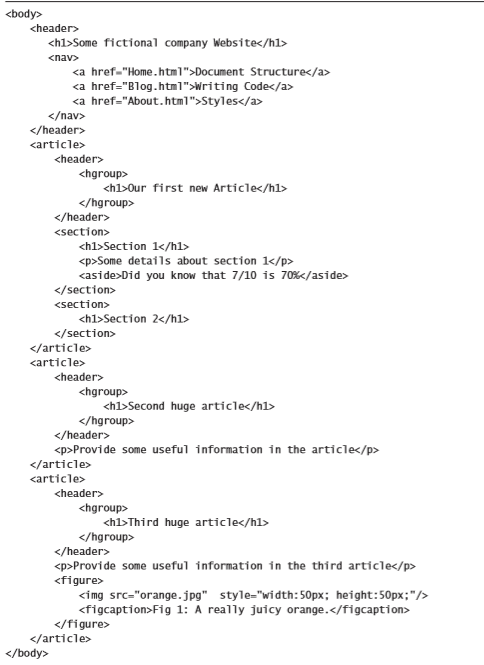 <body>
    <header>
       <h1>Some fictional company Website</h1>
       <nav>
           <a href="Home.html">Document Structure</a>
           <a href="Blog.html">Writing Code</a>
           <a href="About.html">Styles</a>
       </nav>
    </header>
    <article>
        <header>
            <hgroup>
                <h1>Our first new Article</h1>
            </hgroup>
        </header>
        <section>
            <h1>Section 1</h1>
            <p>Some details about section 1</p>
            <aside>Did you know that 7/10 is 70%</aside>
        </section>
        <section>
            <h1>Section 2</h1>
        </section>
    </article>
    <article>
        <header>
            <hgroup>
                <h1>Second huge article</h1>
            </hgroup>
        </header>
        <p>Provide some useful information in the article</p>
    </article>
    <article>
        <header>
            <hgroup>
                <h1>Third huge article</h1>
            </hgroup>
        </header>
        <p>Provide some useful information in the third article</p>
        <figure>
            <img src="orange.jpg"  style="width:50px; height:50px;"/>
            <figcaption>Fig 1: A really juicy orange.</figcaption>
        </figure>
    </article>
</body>